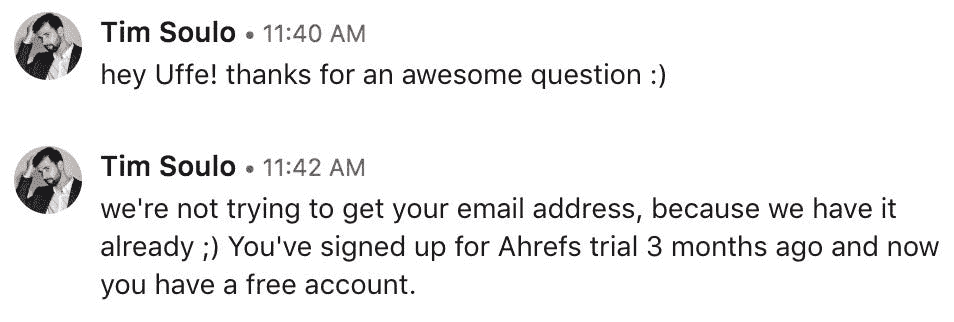 Tim Soulo • 11:40 AM
hey Uffe! thanks for an awesome question :)
Tim Soulo • 11:42 AM
we're not trying to get your email address, because we have it
already ;) You've signed up for Ahrefs trial 3 months ago and now
you have a free account.